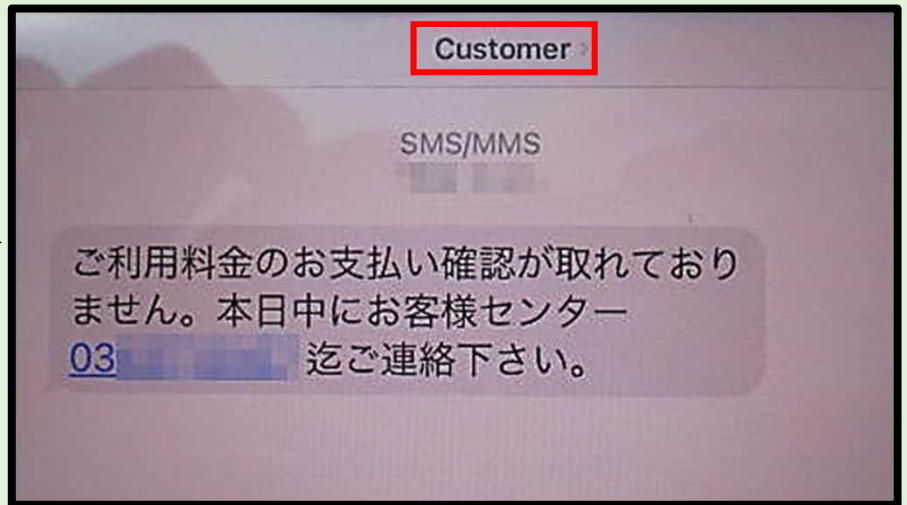 Customer
SMS/MMS
ご利用料金のお支払い確認が取れており
ません。本日中にお客様センター
03 迄ご連絡下さい。